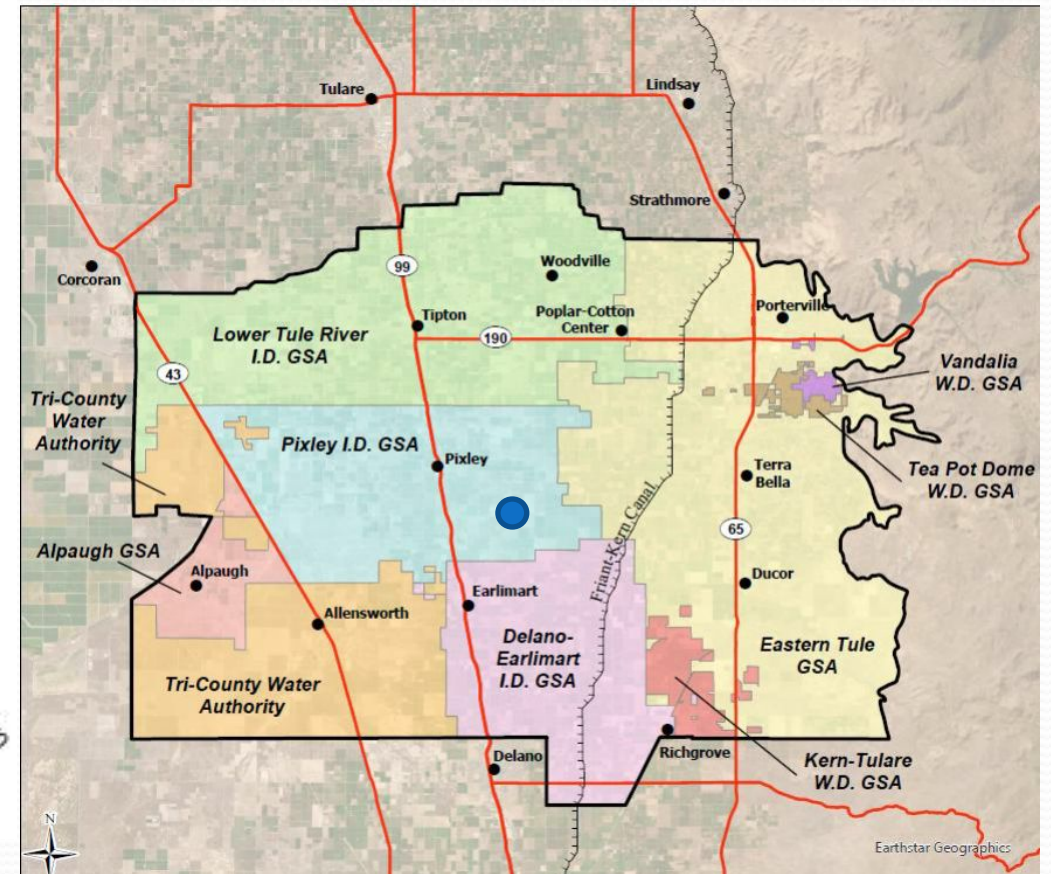 Tulare
Lindsay
Strathmore
Corcoran
99
Woodville
Tipton
Poplar-Cotton
Center
190
Porterville
Lower Tule River
I.D. GSA
43
Vandalia
W.D. GSA
Tri-County
Water
Authority
Pixley I.D. GSA
Pixley
Terra
Bella
Tea Pot Dome
W.D. GSA
Friant-Kern Canal
65
Alpaugh GSA
Alpaugh
Earlimart
Ducor
Allensworth
Delano-
Earlimart
I.D. GSA
Eastern Tule
GSA
Tri-County Water
Authority
Delano
Richgrove
Kern-Tulare
W.D. GSA
N
Earthstar Geographics